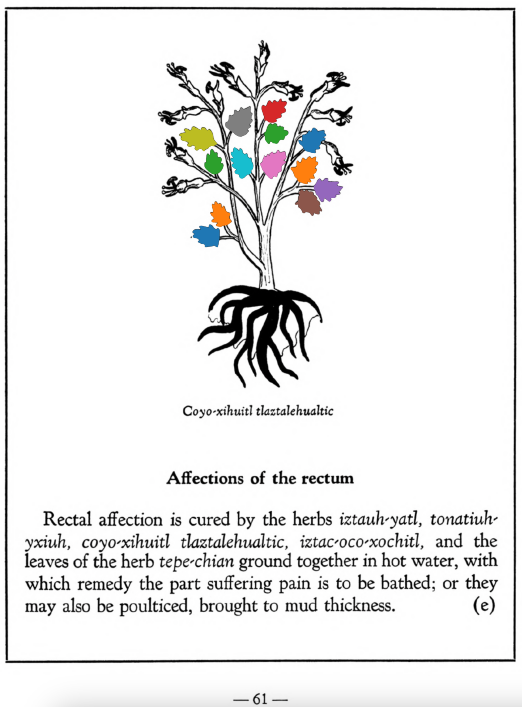 Coyo-xihuitl tlaztalehualtic
Affections of the rectum
Rectal affection is cured by the herbs iztauh-yatl, tonatiuh-
yxiuh, coyo-xihuitl tlaztalehualtic, iztac-oco-xochitl, and the
leaves of the herb tepe-chian ground together in hot water, with
which remedy the part suffering pain is to be bathed; or they
may also be poulticed, brought to mud thickness. (e)
— 61 —